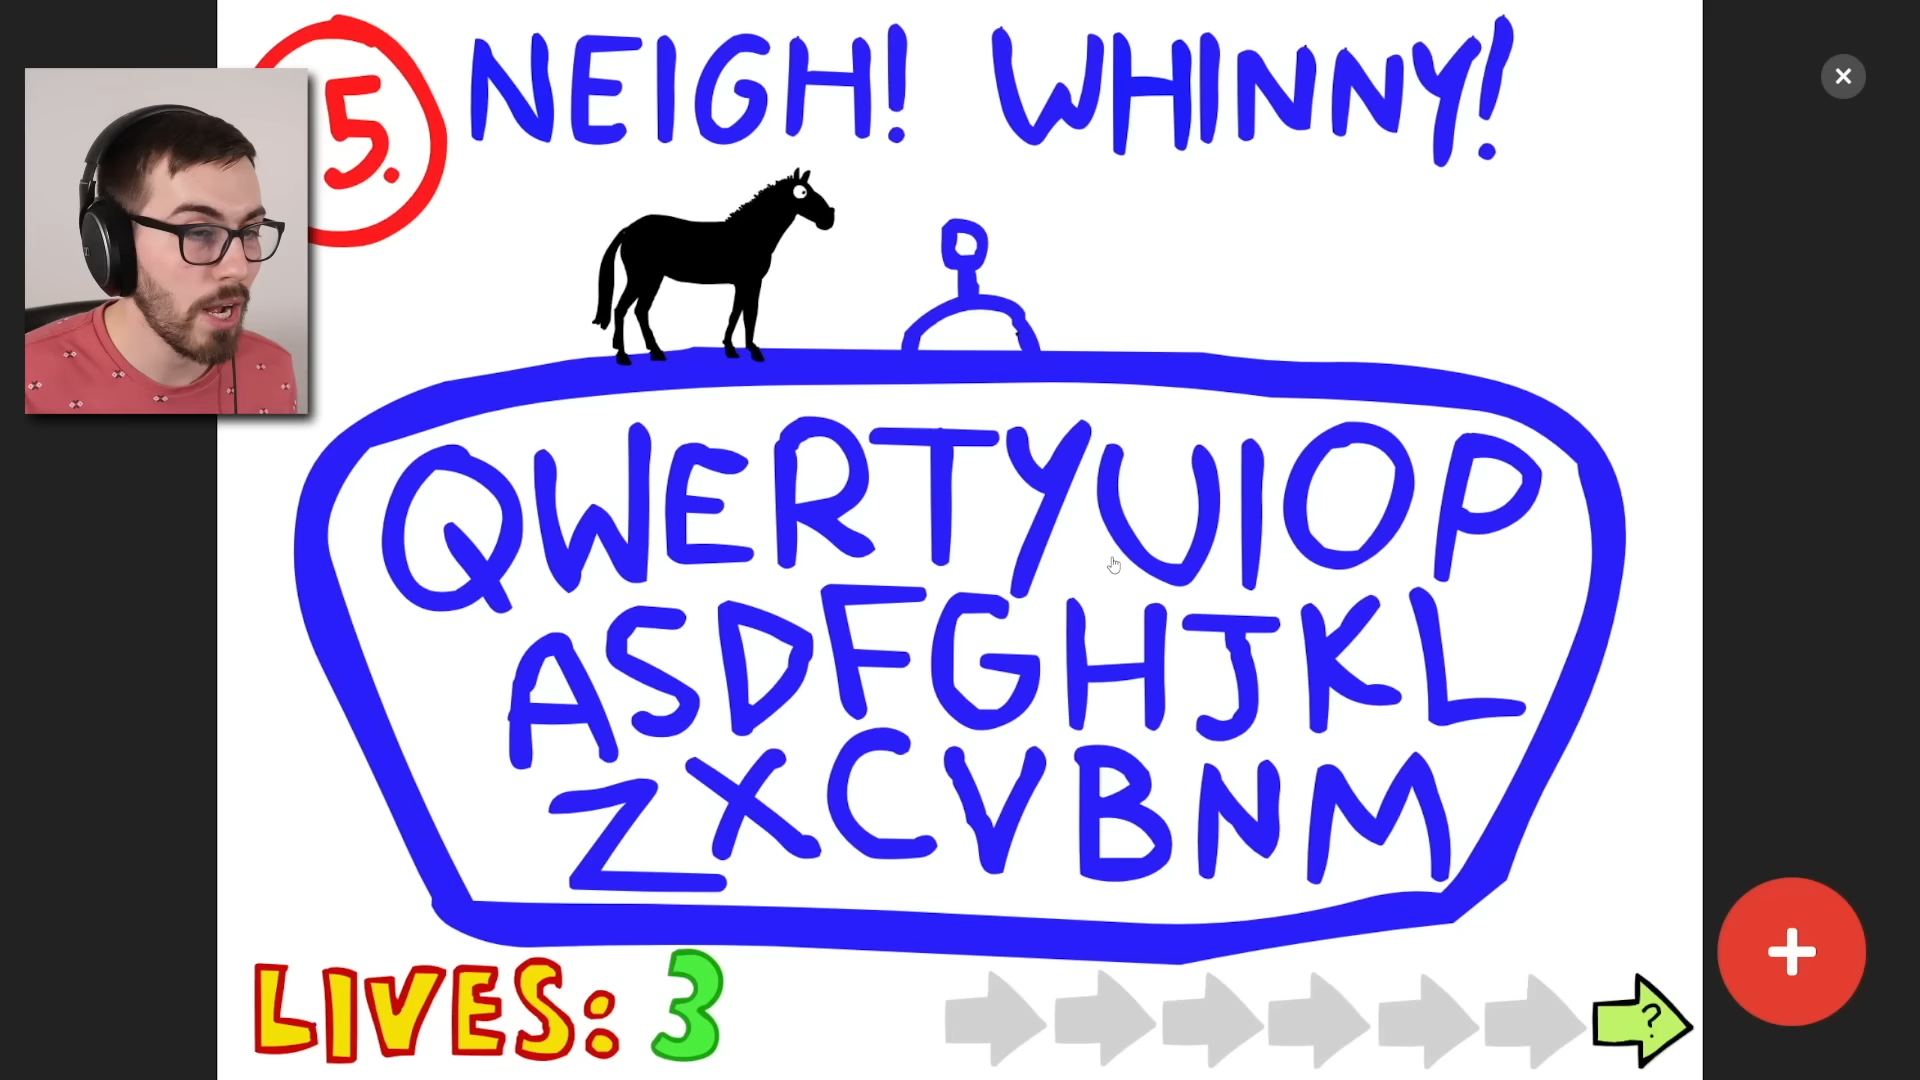 5. NEIGH! WHINNY!
QWERTYUIOP
ASDFGHJKL
ZXCVBNM
LIVES: 3
?